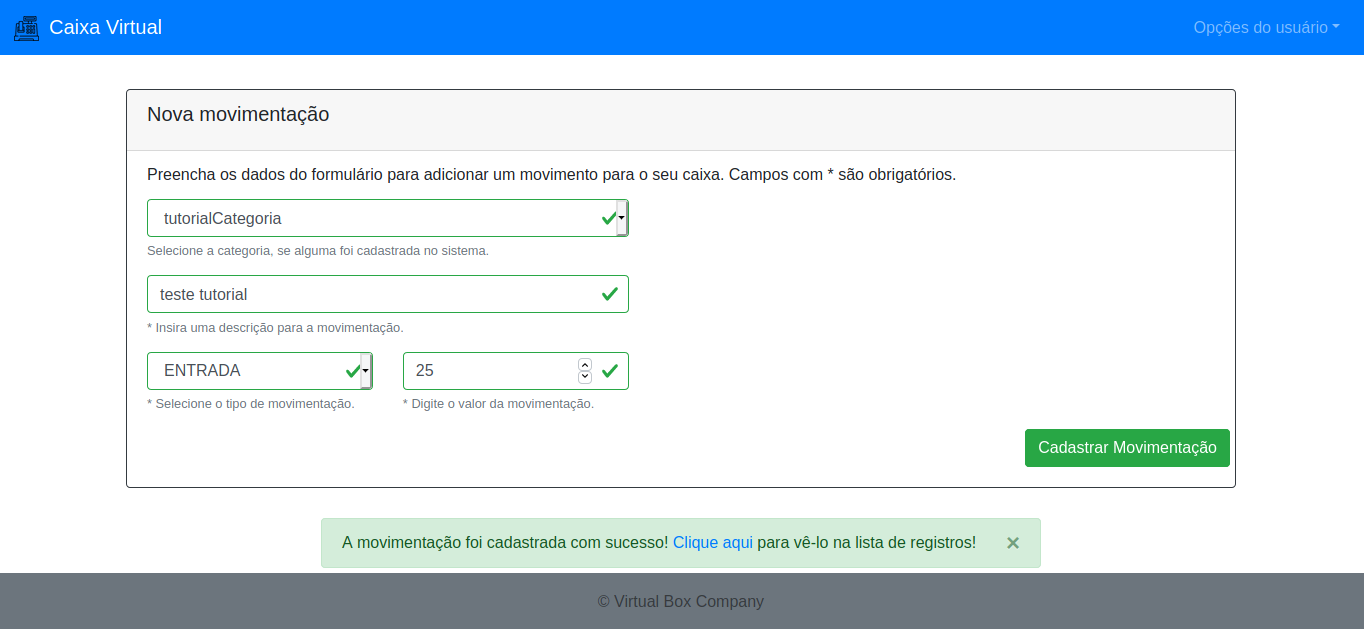 Caixa Virtual
Opções do usuário
Nova movimentação
Preencha os dados do formulário para adicionar um movimento para o seu caixa. Campos com * são obrigatórios.
tutorialCategoria
Selecione a categoria, se alguma foi cadastrada no sistema.
teste tutorial
* Insira uma descrição para a movimentação.
ENTRADA
25
* Selecione o tipo de movimentação.
* Digite o valor da movimentação.
Cadastrar Movimentação
A movimentação foi cadastrada com sucesso! Clique aqui para vê-lo na lista de registros! ×
© Virtual Box Company